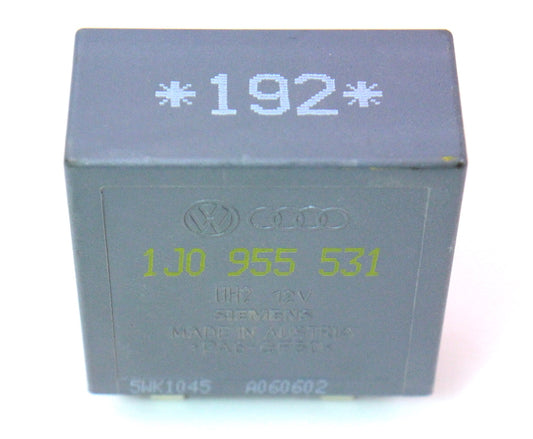 *192*
1J0 955 531
12V
SIEMENS
MADE IN AUSTRIA
5WK1045 A060602